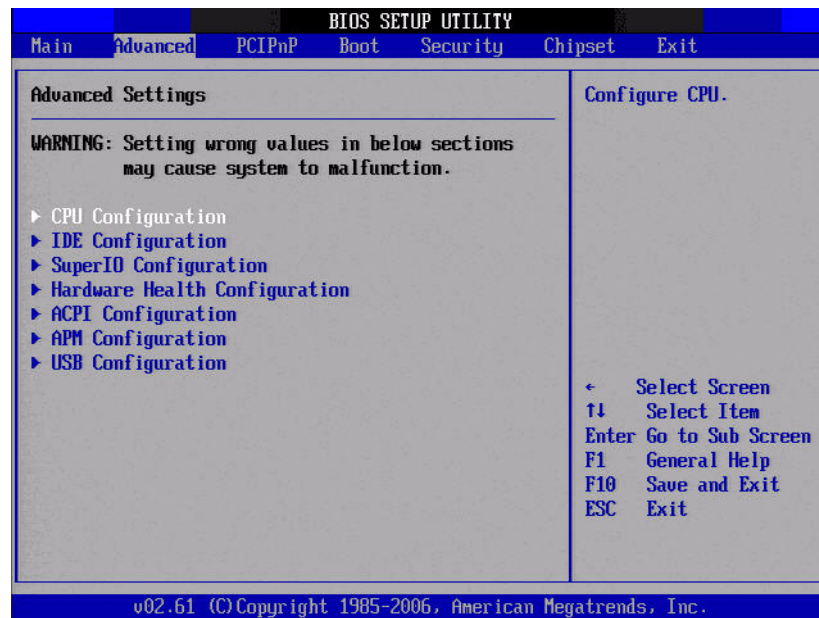 BIOS SETUP UTILITY
Main Advanced PCIPnP Boot Security Chipset Exit
Advanced Settings
WARNING: Setting wrong values in below sections
may cause system to malfunction.
▶ CPU Configuration
▶ IDE Configuration
▶ SuperIO Configuration
▶ Hardware Health Configuration
▶ ACPI Configuration
▶ APM Configuration
▶ USB Configuration
Configure CPU.
← Select Screen
↑↓ Select Item
Enter Go to Sub Screen
F1 General Help
F10 Save and Exit
ESC Exit
v02.61 (C)Copyright 1985-2006, American Megatrends, Inc.